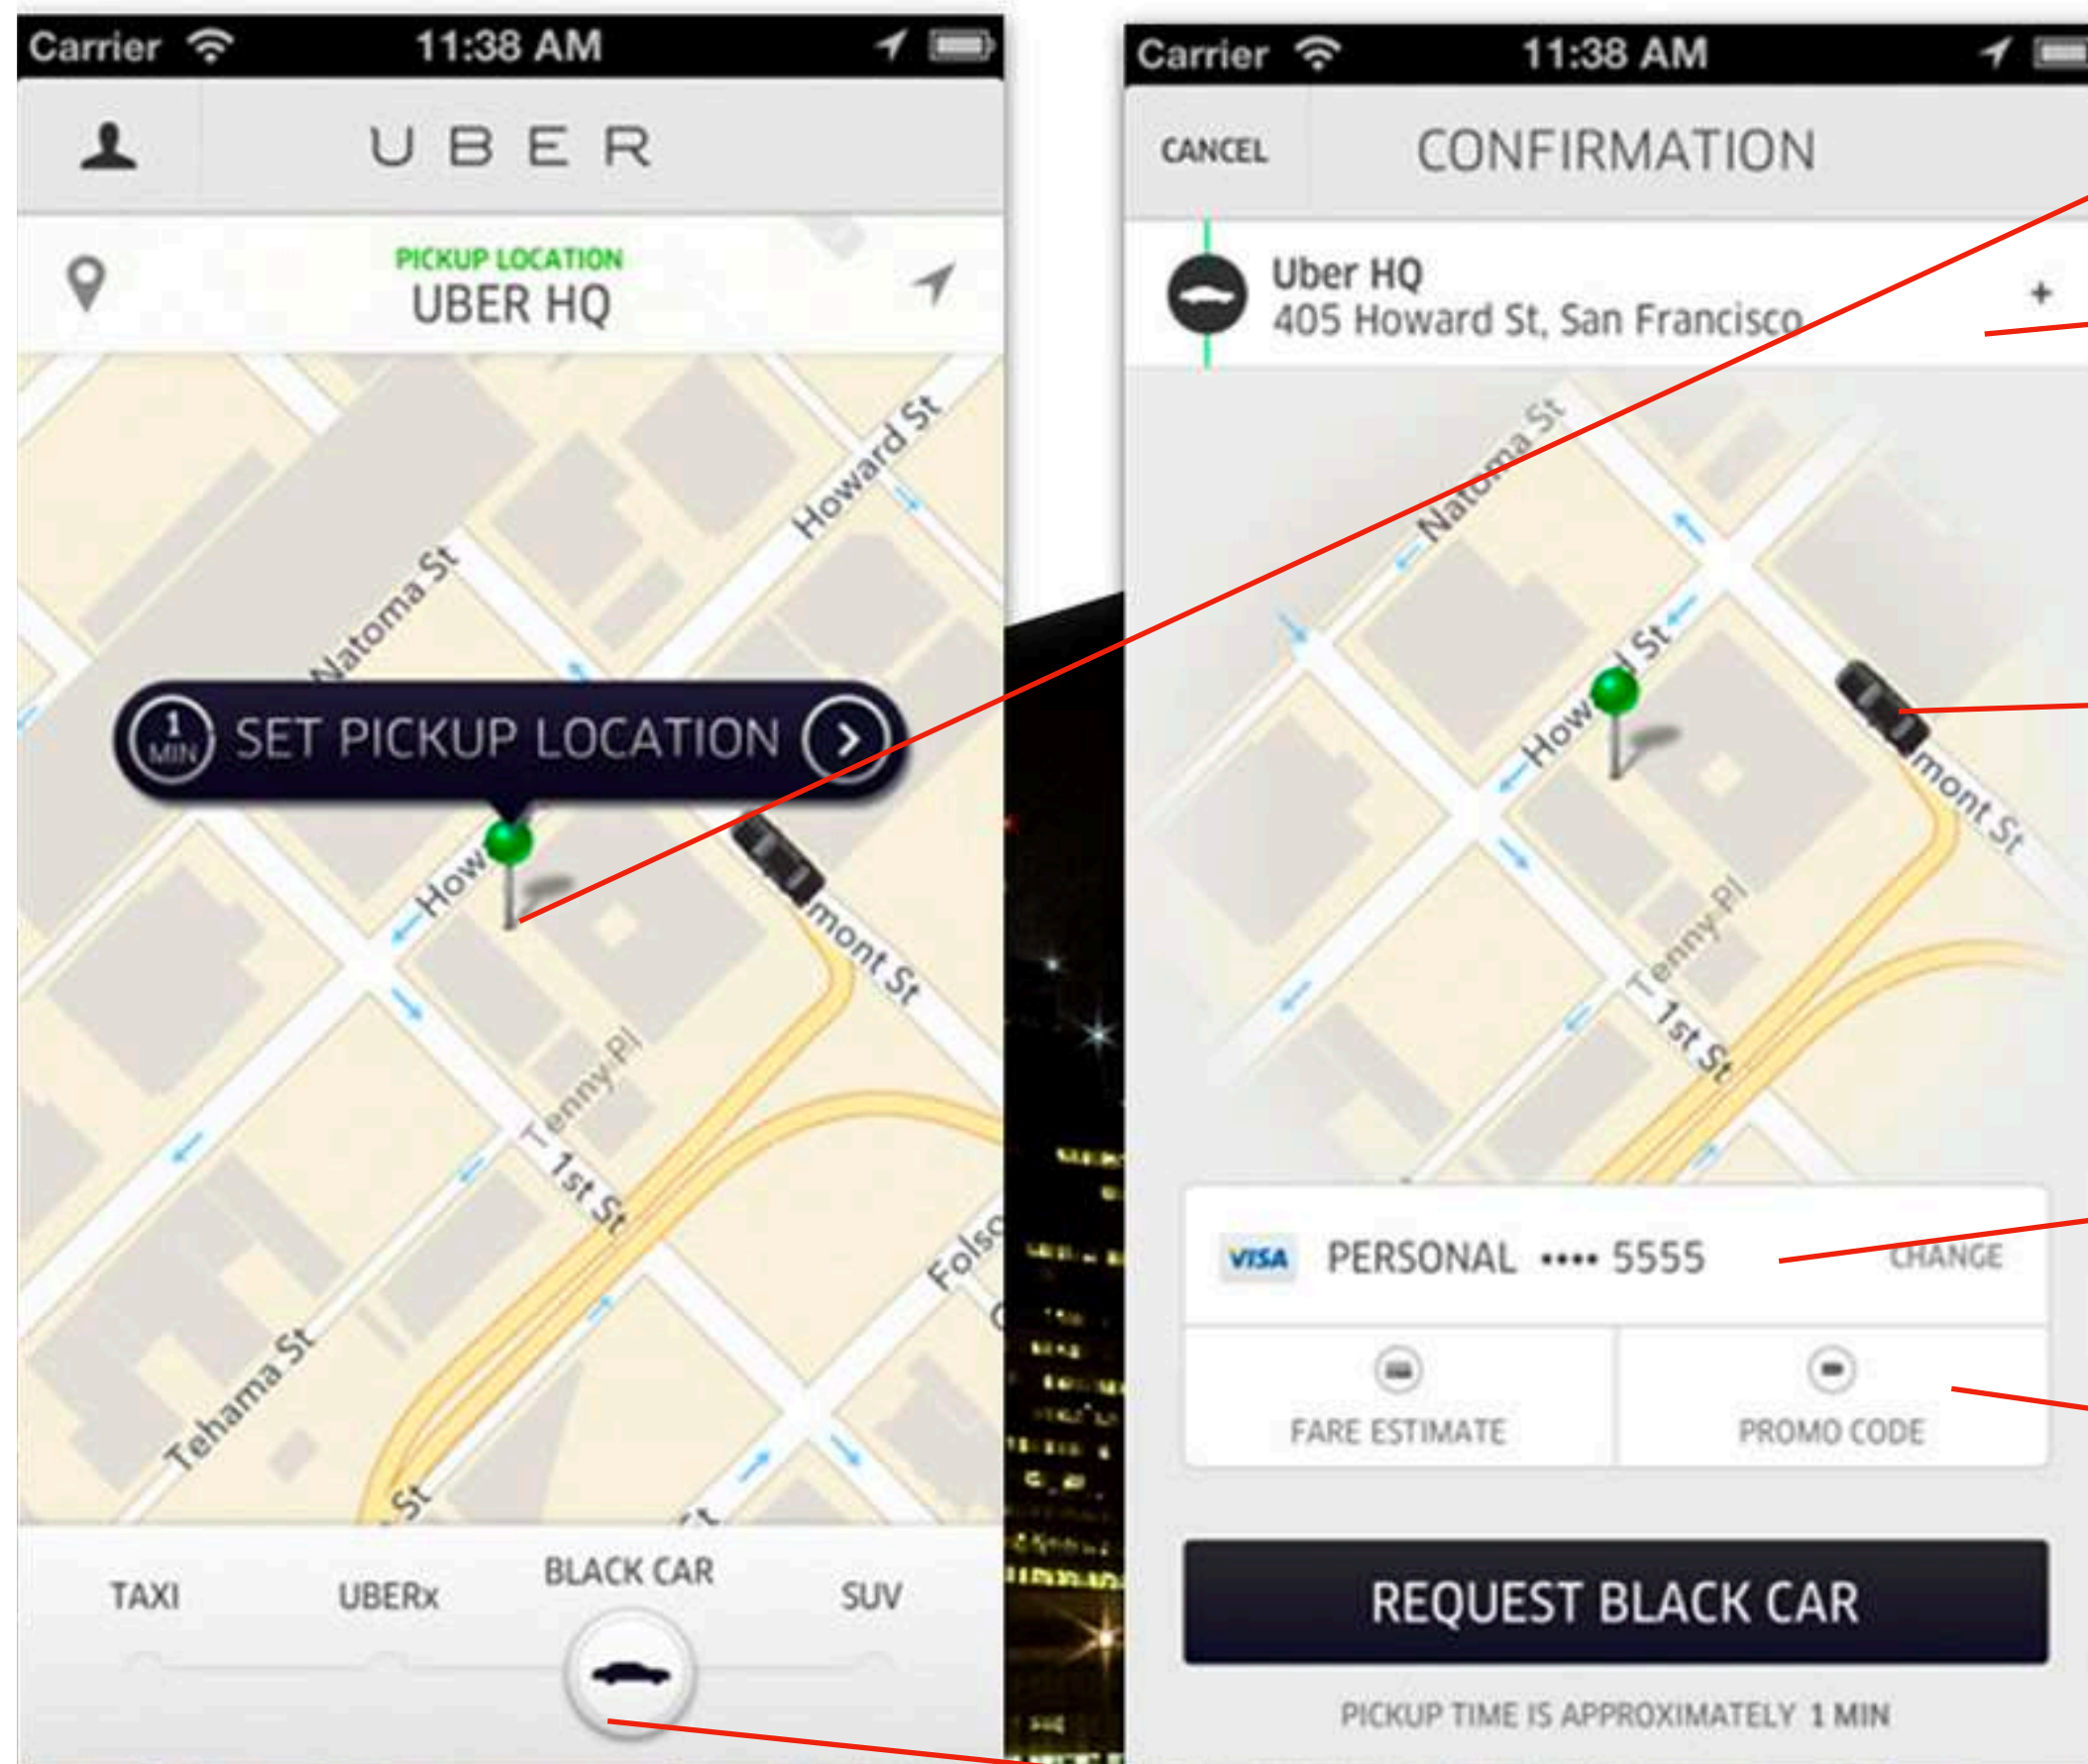 Carrier 11:38 AM
UBER
PICKUP LOCATION
UBER HQ
Howard St
Natoma St
1 MIN SET PICKUP LOCATION
How
mont St
Tenny Pl
1st St
Folso
Tehama St
St
TAXI UBERx BLACK CAR SUV
Carrier 11:38 AM
CANCEL CONFIRMATION
Uber HQ +
405 Howard St, San Francisco
Natoma St
How d St
mont St
Tenny Pl
1st St
VISA PERSONAL •••• 5555 CHANGE
FARE ESTIMATE PROMO CODE
REQUEST BLACK CAR
PICKUP TIME IS APPROXIMATELY 1 MIN